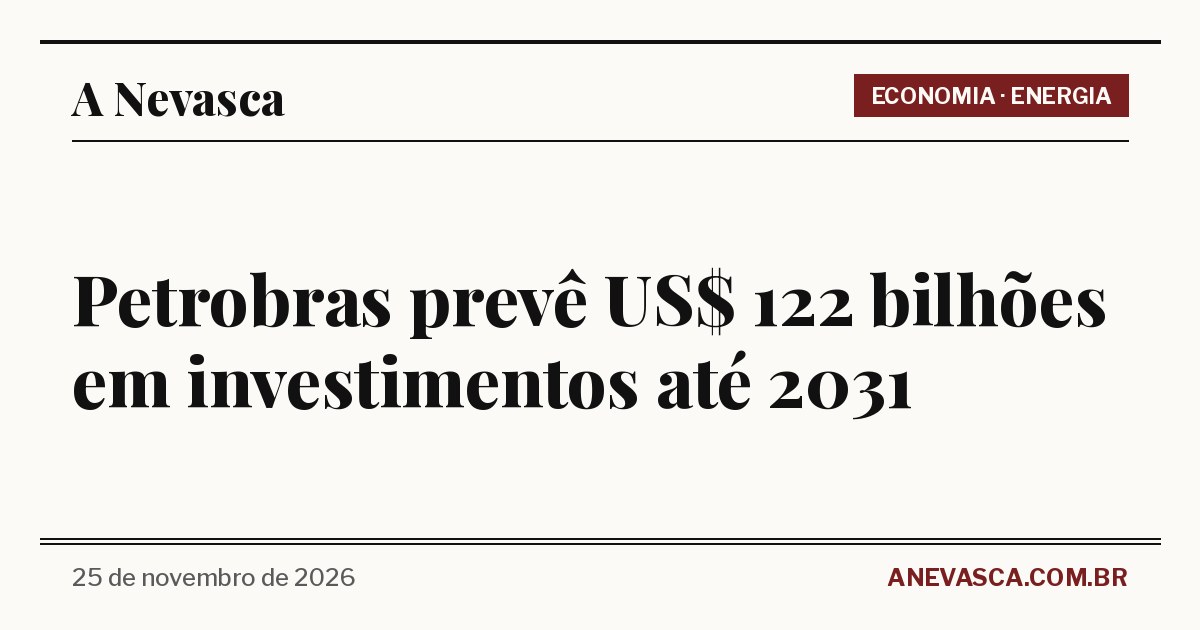 A Nevasca
ECONOMIA · ENERGIA
Petrobras prevê US$ 122 bilhões
em investimentos até 2031
25 de novembro de 2026
ANEVASCA.COM.BR